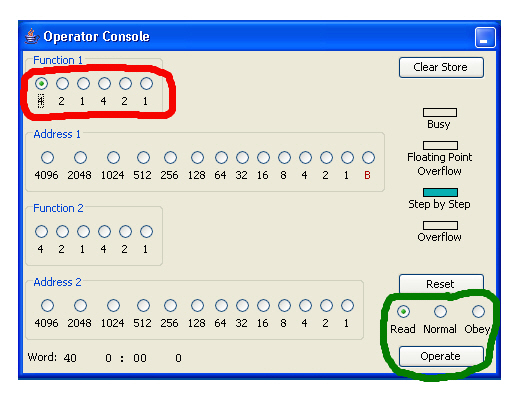 Operator Console
Function 1
4 2 1 4 2 1
Clear Store
Busy
Address 1
4096 2048 1024 512 256 128 64 32 16 8 4 2 1 B
Floating Point
Overflow
Step by Step
Function 2
4 2 1 4 2 1
Overflow
Address 2
4096 2048 1024 512 256 128 64 32 16 8 4 2 1
Reset
Read Normal Obey
Word: 40 0 : 00 0
Operate